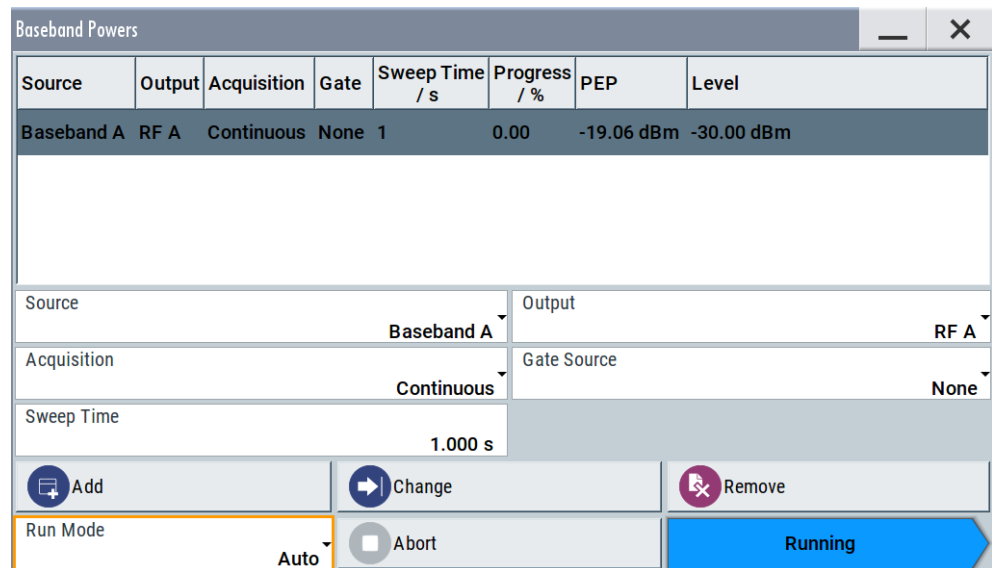 Baseband Powers
Source Output Acquisition Gate Sweep Time / s Progress / % PEP Level
Baseband A RF A Continuous None 1 0.00 -19.06 dBm -30.00 dBm
Source Output
Baseband A RF A
Acquisition Gate Source
Continuous None
Sweep Time
1.000 s
Add Change Remove
Run Mode
Auto Abort Running